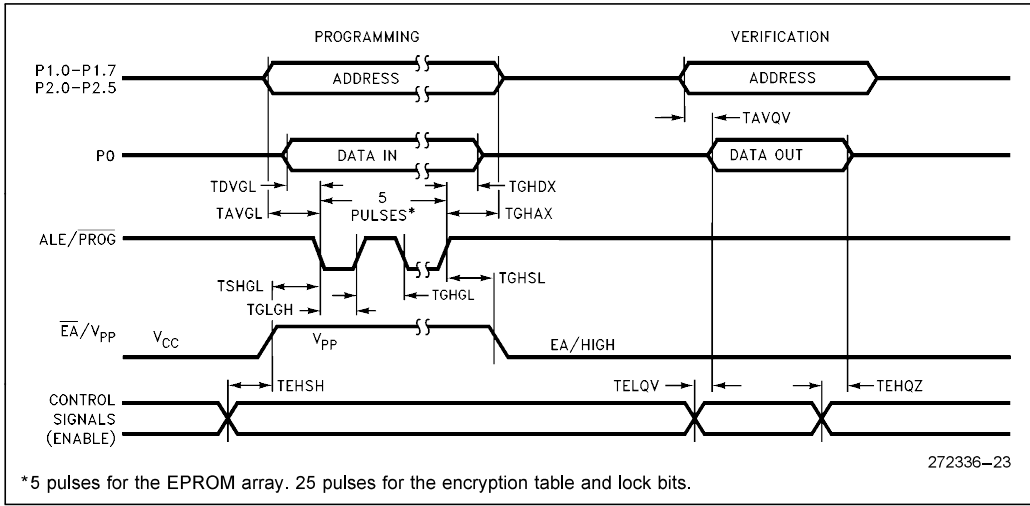 PROGRAMMING VERIFICATION
P1.0–P1.7
P2.0–P2.5
ADDRESS ADDRESS
TAVQV
P0
DATA IN DATA OUT
TDVGL TGHDX
5
PULSES*
TAVGL TGHAX
ALE/PROG
TSHGL TGHSL
TGHGL
TGLGH
EA/VPP
VCC VPP EA/HIGH
TEHSH TELQV TEHQZ
CONTROL
SIGNALS
(ENABLE)
272336–23
*5 pulses for the EPROM array. 25 pulses for the encryption table and lock bits.